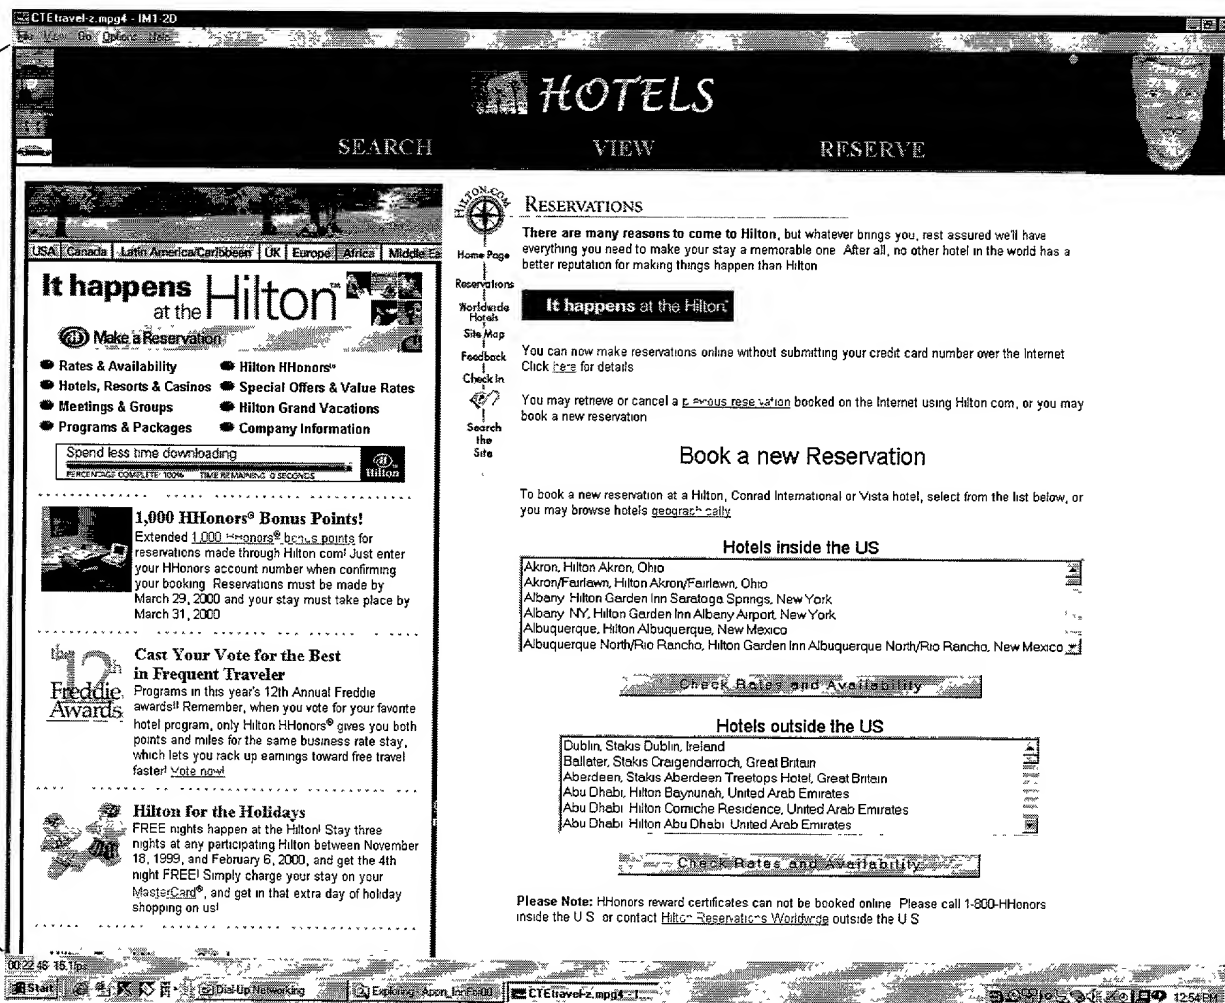 CTEtravel-z.mpg4 - IM1-2D
File View Go Options Help
HOTELS
SEARCH VIEW RESERVE
USA Canada Latin America/Caribbean UK Europe Africa Middle Ea
It happens at the Hilton™
Make a Reservation
Rates & Availability
Hotels, Resorts & Casinos
Meetings & Groups
Programs & Packages
Hilton HHonors
Special Offers & Value Rates
Hilton Grand Vacations
Company Information
Spend less time downloading
PERCENTAGE COMPLETE: 100% TIME REMAINING: 0 SECONDS
Hilton
1,000 HHonors® Bonus Points!
Extended 1,000 HHonors® bonus points for
reservations made through Hilton com! Just enter
your HHonors account number when confirming
your booking Reservations must be made by
March 29, 2000 and your stay must take place by
March 31, 2000
the 12th Freddie Awards
Cast Your Vote for the Best
in Frequent Traveler
Programs in this year's 12th Annual Freddie
awards!! Remember, when you vote for your favorite
hotel program, only Hilton HHonors® gives you both
points and miles for the same business rate stay,
which lets you rack up earnings toward free travel
faster! Vote now!
Hilton for the Holidays
FREE nights happen at the Hilton! Stay three
nights at any participating Hilton between November
18, 1999, and February 6, 2000, and get the 4th
night FREE! Simply charge your stay on your
MasterCard®, and get in that extra day of holiday
shopping on us!
HILTON.COM
Home Page
Reservations
Worldwide
Hotels
Site Map
Feedback
Check In
Search
the
Site
RESERVATIONS
There are many reasons to come to Hilton, but whatever brings you, rest assured we'll have
everything you need to make your stay a memorable one After all, no other hotel in the world has a
better reputation for making things happen than Hilton
It happens at the Hilton
You can now make reservations online without submitting your credit card number over the Internet
Click here for details
You may retrieve or cancel a previous reservation booked on the Internet using Hilton com, or you may
book a new reservation
Book a new Reservation
To book a new reservation at a Hilton, Conrad International or Vista hotel, select from the list below, or
you may browse hotels geographically
Hotels inside the US
Akron, Hilton Akron, Ohio
Akron/Fairlawn, Hilton Akron/Fairlawn, Ohio
Albany Hilton Garden Inn Saratoga Springs, New York
Albany NY, Hilton Garden Inn Albany Airport, New York
Albuquerque, Hilton Albuquerque, New Mexico
Albuquerque North/Rio Rancho, Hilton Garden Inn Albuquerque North/Rio Rancho, New Mexico
Check Rates and Availability
Hotels outside the US
Dublin, Stakis Dublin, Ireland
Ballater, Stakis Craigendarroch, Great Britain
Aberdeen, Stakis Aberdeen Treetops Hotel, Great Britain
Abu Dhabi, Hilton Baynunah, United Arab Emirates
Abu Dhabi Hilton Corniche Residence, United Arab Emirates
Abu Dhabi Hilton Abu Dhabi United Arab Emirates
Check Rates and Availability
Please Note: HHonors reward certificates can not be booked online Please call 1-800-HHonors
inside the U S or contact Hilton Reservations Worldwide outside the U S
00:22:48
Start Dial-Up Networking CTEtravel-z.mpg4